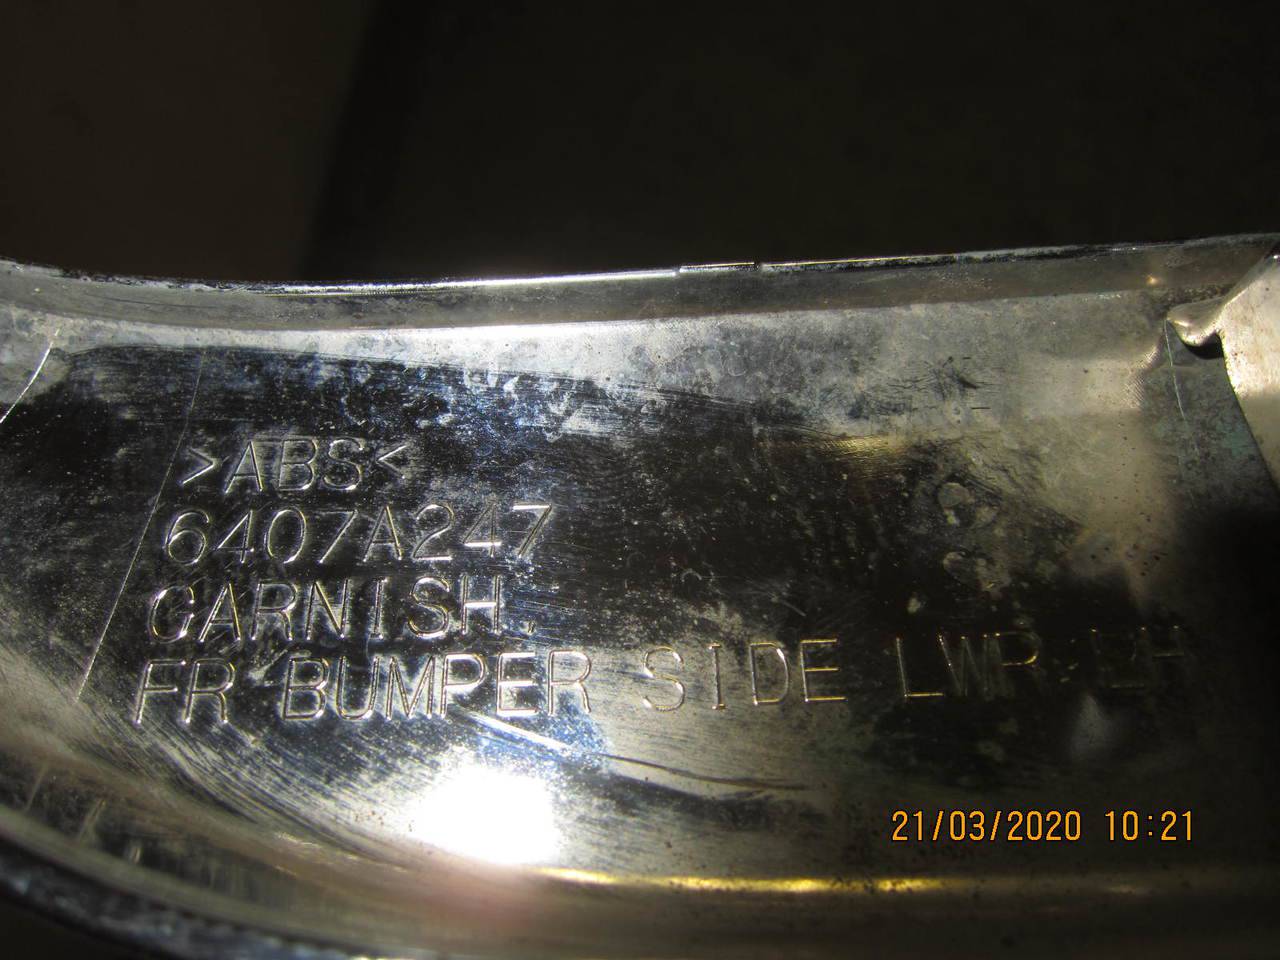 >ABS<
6407A247
GARNISH,
FR BUMPER SIDE LWR
21/03/2020 10:21